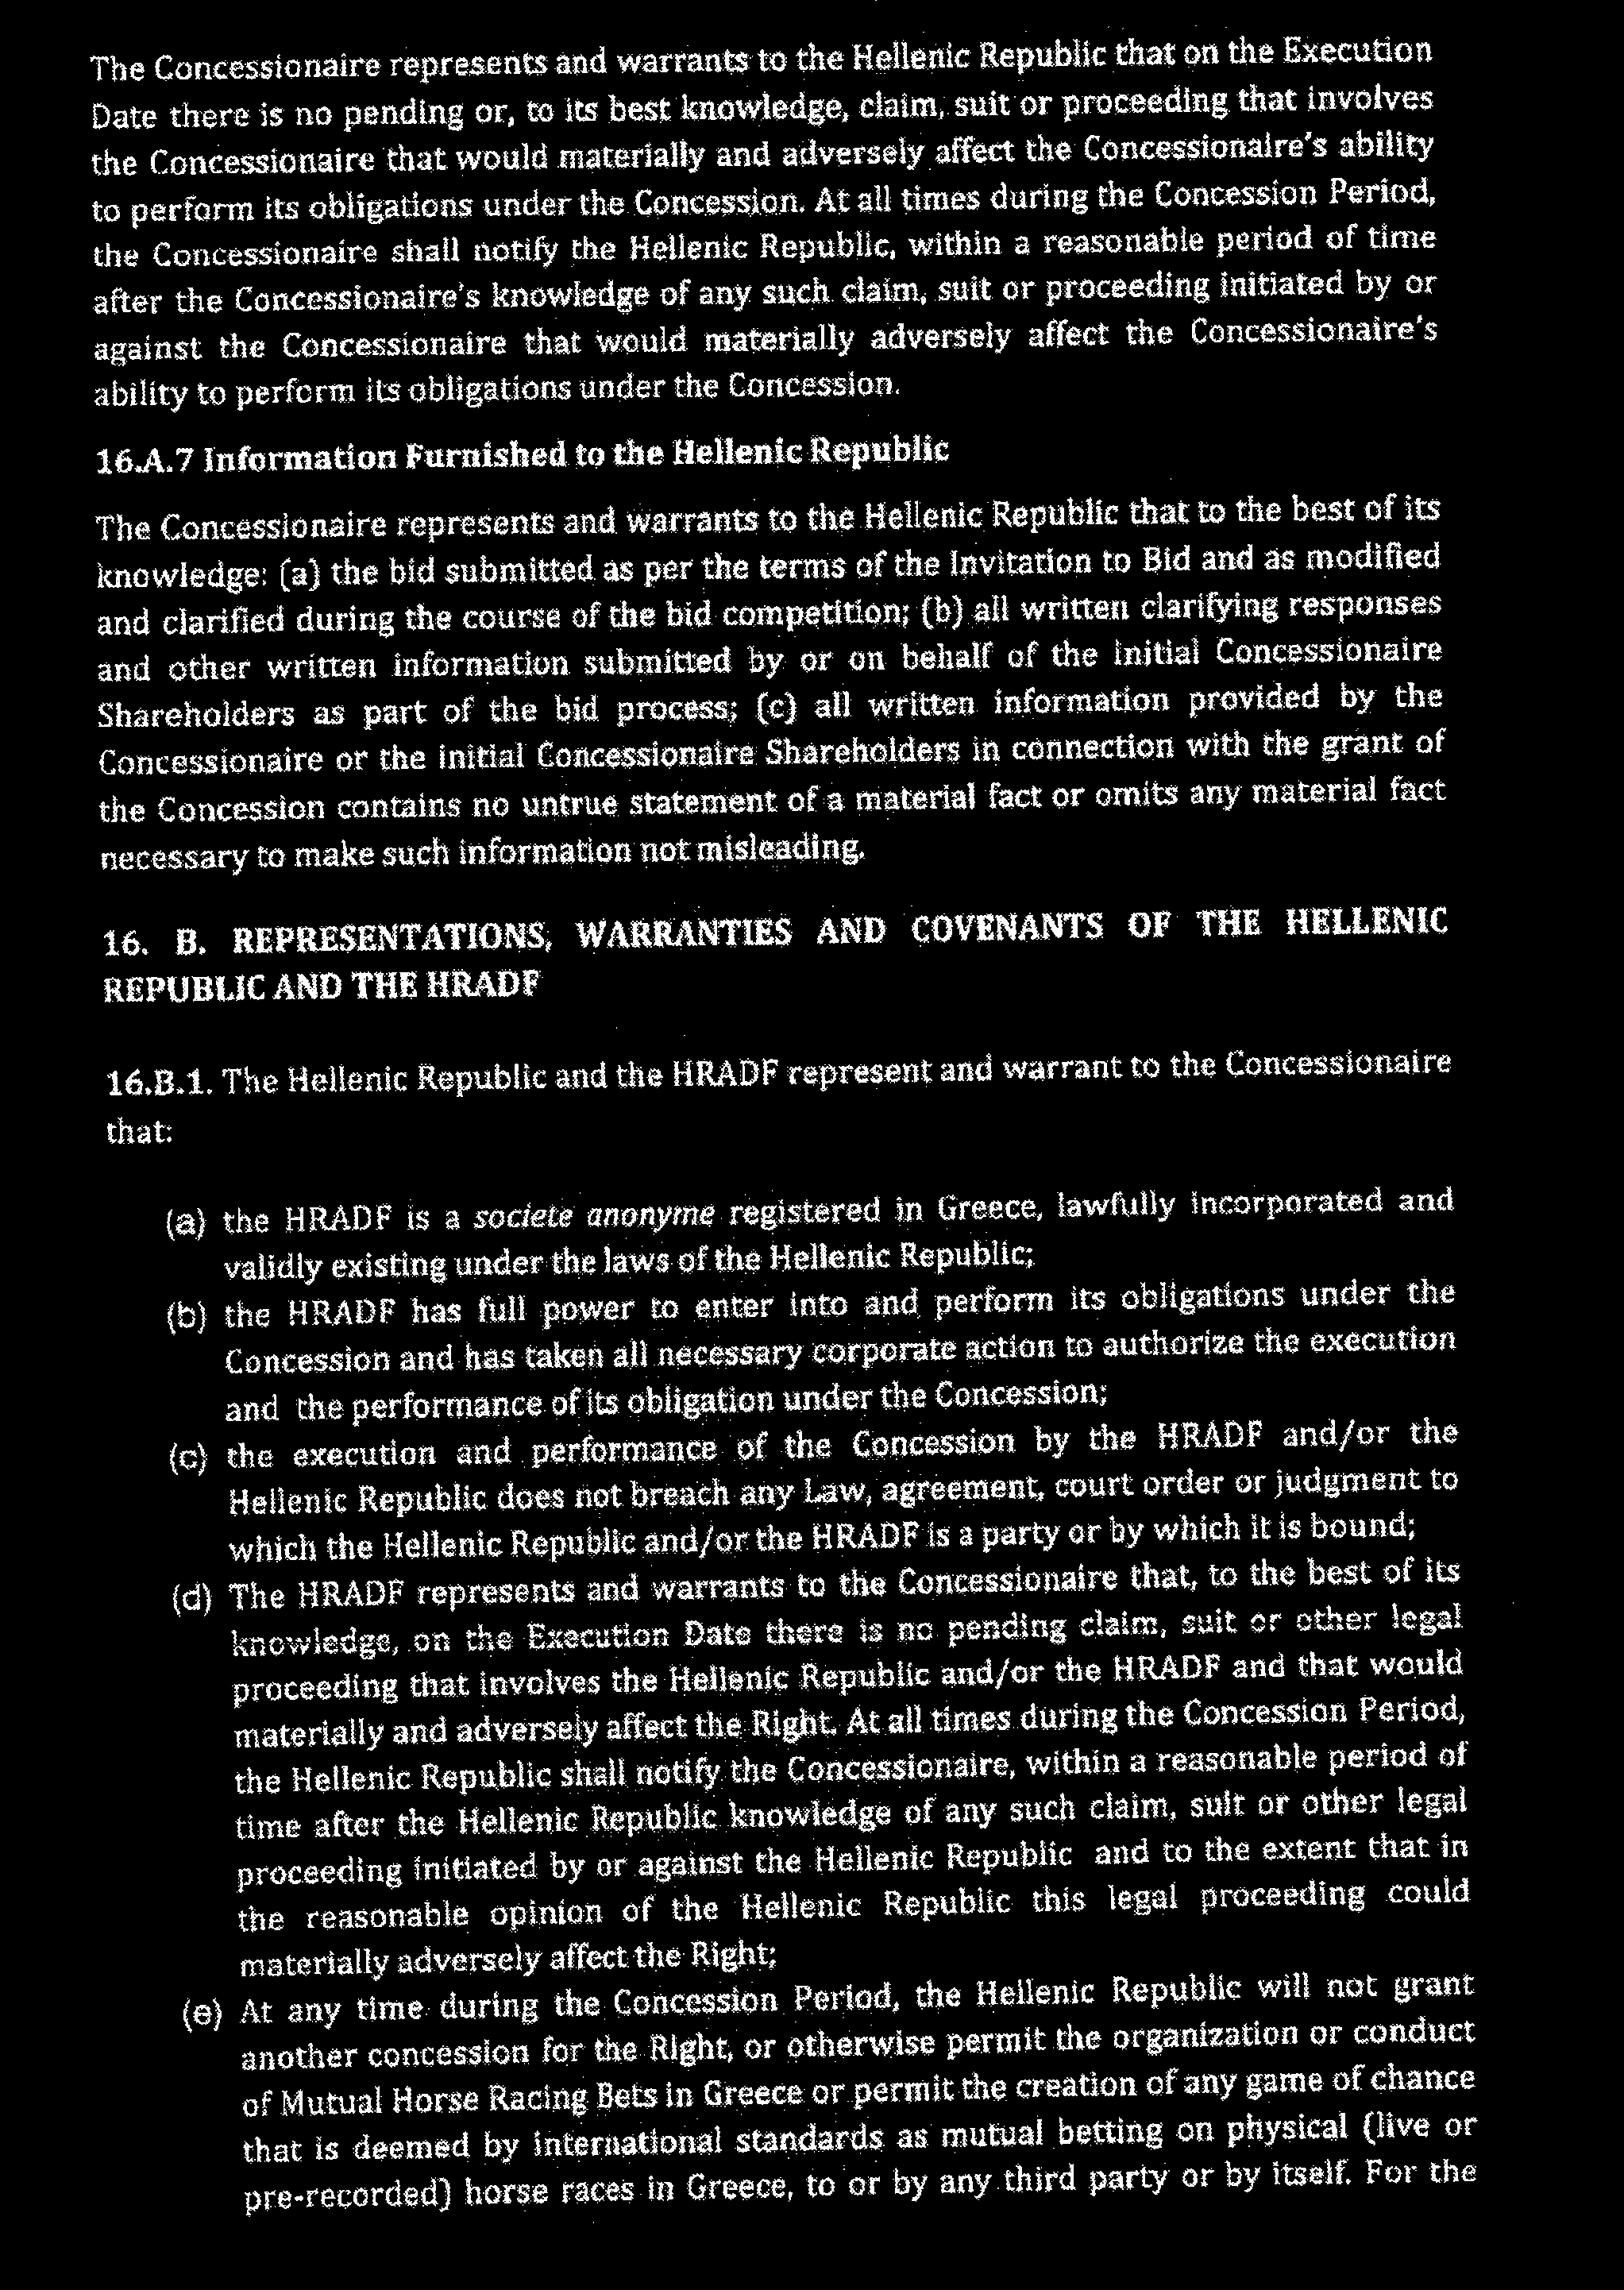 The Concessionaire represents and warrants to the Hellenic Republic that on the Execution
Date there is no pending or, to its best knowledge, claim, suit or proceeding that involves
the Concessionaire that would materially and adversely affect the Concessionaire's ability
to perform its obligations under the Concession. At all times during the Concession Period,
the Concessionaire shall notify the Hellenic Republic, within a reasonable period of time
after the Concessionaire's knowledge of any such claim, suit or proceeding initiated by or
against the Concessionaire that would materially adversely affect the Concessionaire's
ability to perform its obligations under the Concession.
16.A.7 Information Furnished to the Hellenic Republic
The Concessionaire represents and warrants to the Hellenic Republic that to the best of its
knowledge: (a) the bid submitted as per the terms of the Invitation to Bid and as modified
and clarified during the course of the bid competition; (b) all written clarifying responses
and other written information submitted by or on behalf of the initial Concessionaire
Shareholders as part of the bid process; (c) all written information provided by the
Concessionaire or the initial Concessionaire Shareholders in connection with the grant of
the Concession contains no untrue statement of a material fact or omits any material fact
necessary to make such information not misleading.
16. B. REPRESENTATIONS, WARRANTIES AND COVENANTS OF THE HELLENIC
REPUBLIC AND THE HRADF
16.B.1. The Hellenic Republic and the HRADF represent and warrant to the Concessionaire
that:
(a) the HRADF is a societe anonyme registered in Greece, lawfully incorporated and
validly existing under the laws of the Hellenic Republic;
(b) the HRADF has full power to enter into and perform its obligations under the
Concession and has taken all necessary corporate action to authorize the execution
and the performance of its obligation under the Concession;
(c) the execution and performance of the Concession by the HRADF and/or the
Hellenic Republic does not breach any Law, agreement, court order or judgment to
which the Hellenic Republic and/or the HRADF is a party or by which it is bound;
(d) The HRADF represents and warrants to the Concessionaire that, to the best of its
knowledge, on the Execution Date there is no pending claim, suit or other legal
proceeding that involves the Hellenic Republic and/or the HRADF and that would
materially and adversely affect the Right. At all times during the Concession Period,
the Hellenic Republic shall notify the Concessionaire, within a reasonable period of
time after the Hellenic Republic knowledge of any such claim, suit or other legal
proceeding initiated by or against the Hellenic Republic and to the extent that in
the reasonable opinion of the Hellenic Republic this legal proceeding could
materially adversely affect the Right;
(e) At any time during the Concession Period, the Hellenic Republic will not grant
another concession for the Right, or otherwise permit the organization or conduct
of Mutual Horse Racing Bets in Greece or permit the creation of any game of chance
that is deemed by international standards as mutual betting on physical (live or
pre-recorded) horse races in Greece, to or by any third party or by itself. For the